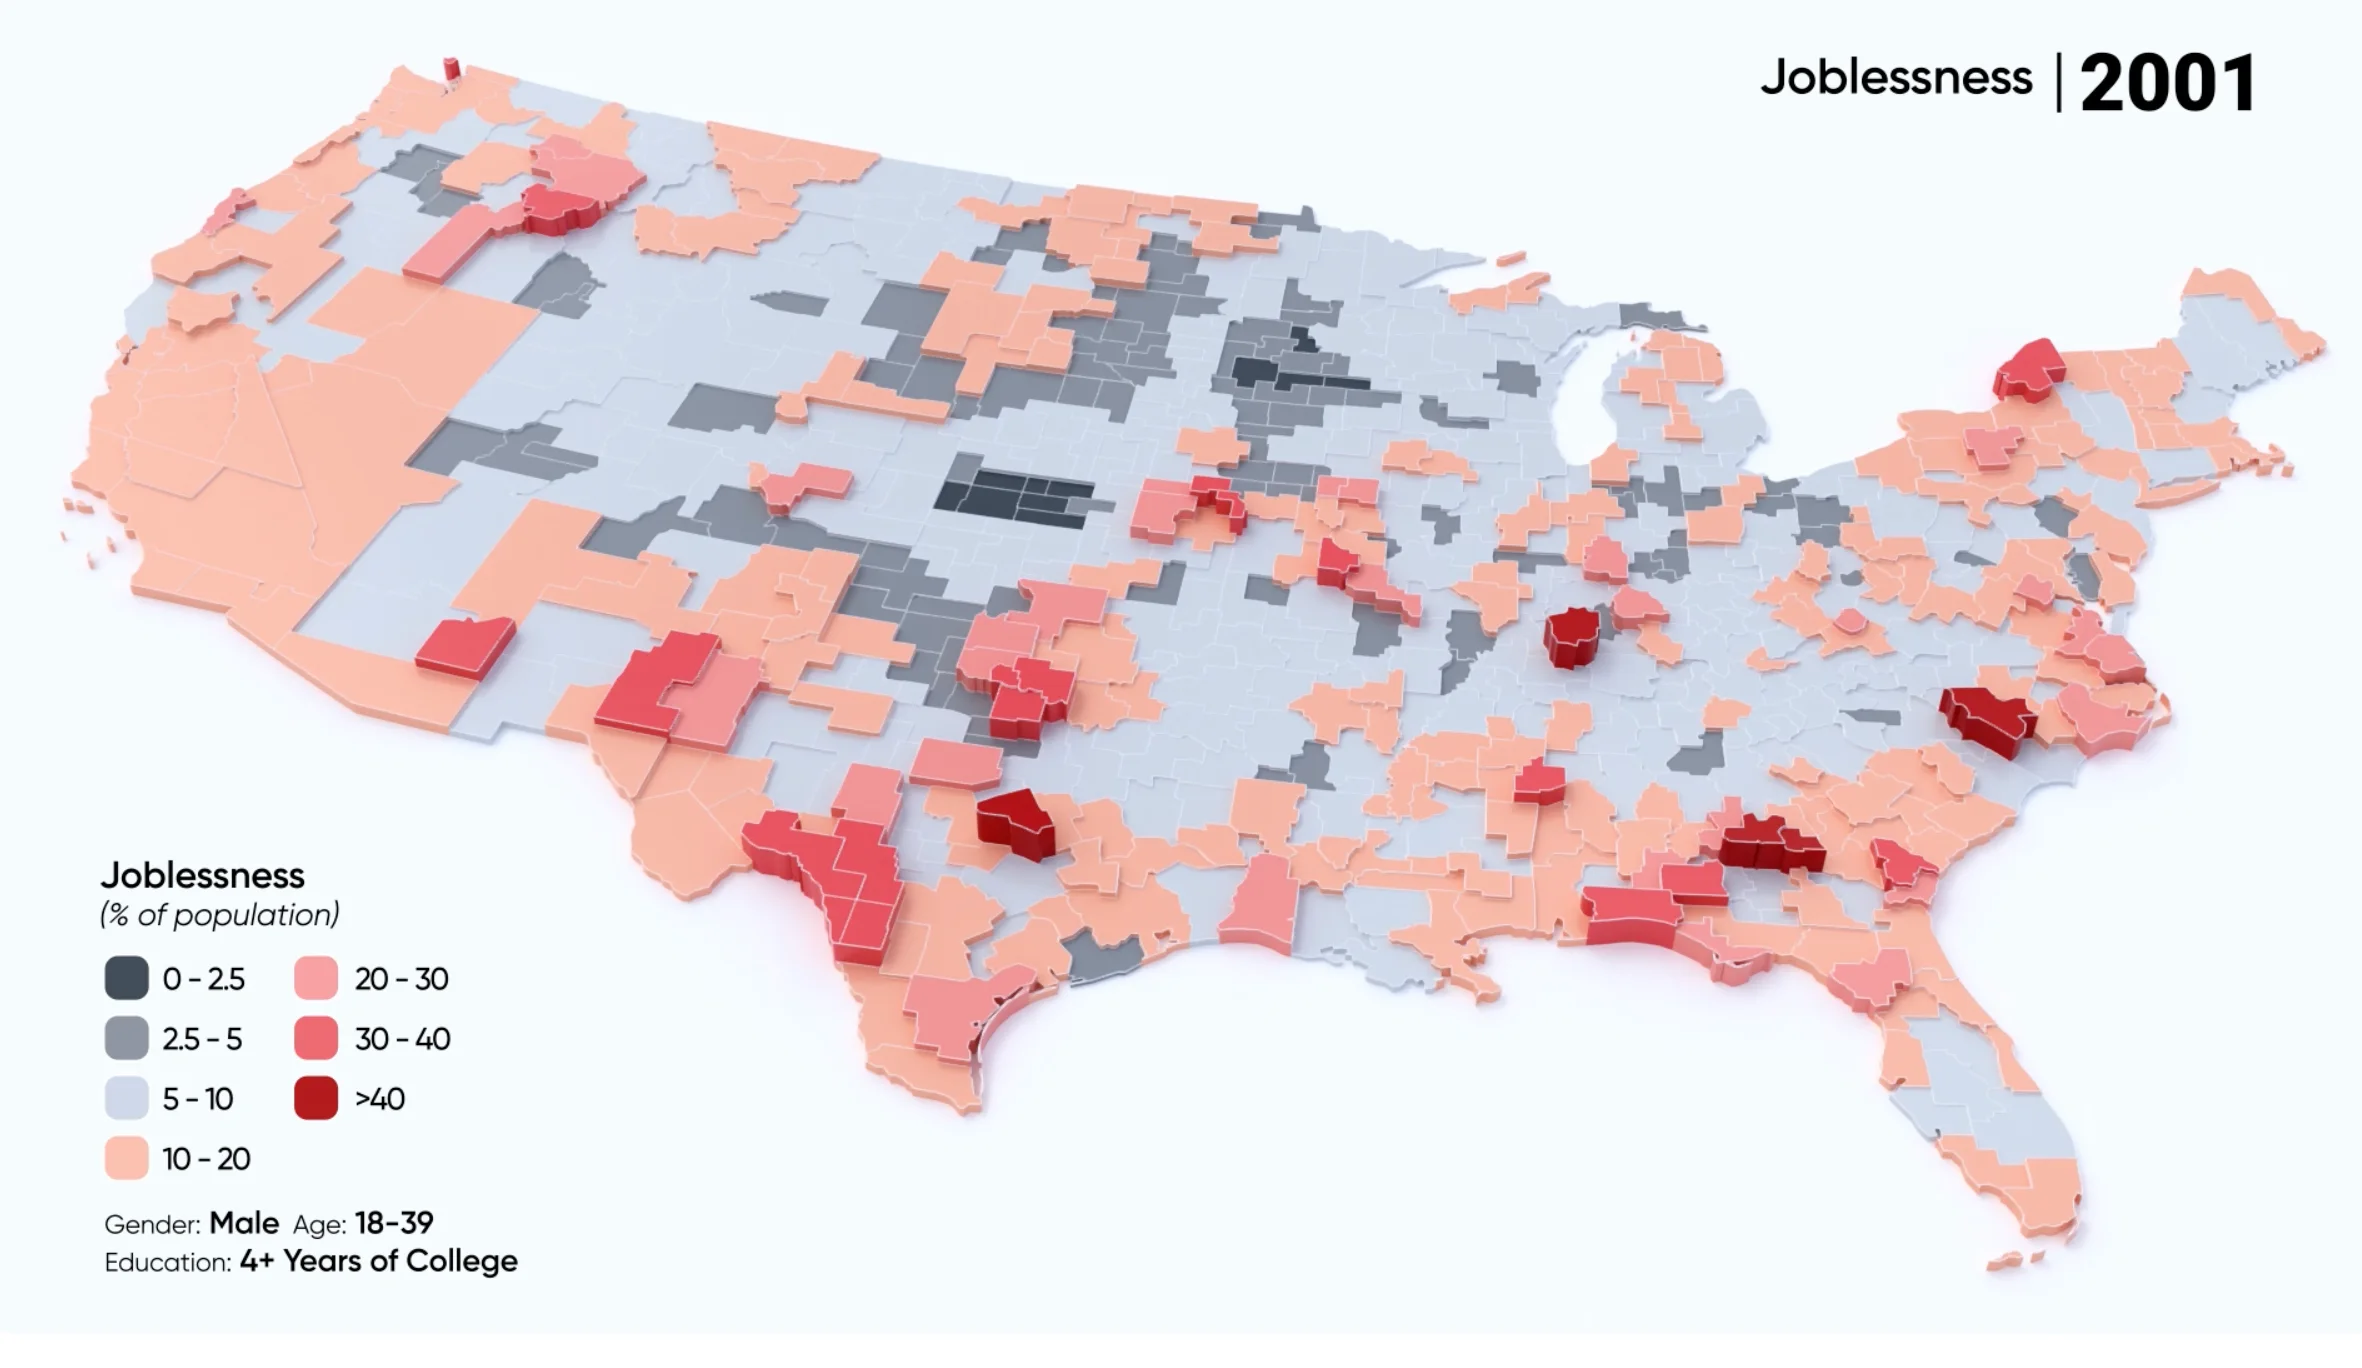 Joblessness | 2001
Joblessness
(% of population)
0 - 2.5
20 - 30
2.5 - 5
30 - 40
5 - 10
>40
10 - 20
Gender: Male Age: 18-39
Education: 4+ Years of College